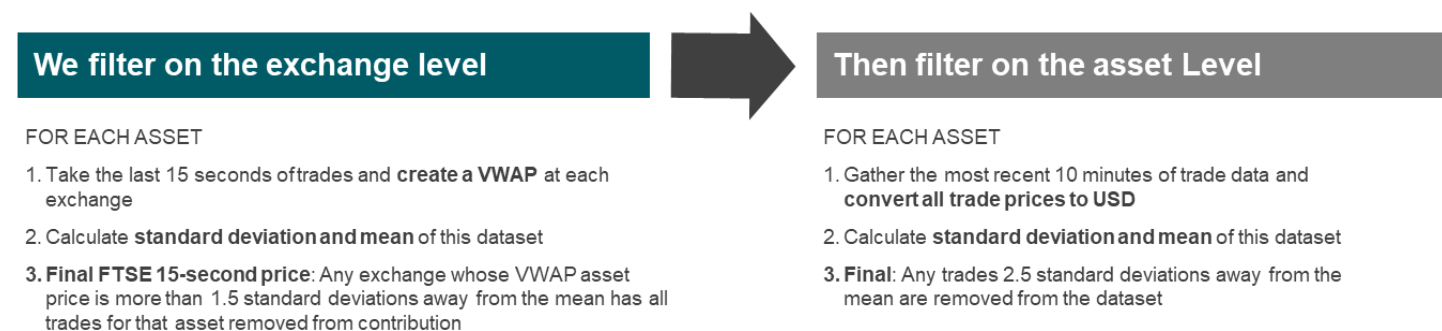 We filter on the exchange level
FOR EACH ASSET
1. Take the last 15 seconds of trades and create a VWAP at each
exchange
2. Calculate standard deviation and mean of this dataset
3. Final FTSE 15-second price: Any exchange whose VWAP asset
price is more than 1.5 standard deviations away from the mean has all
trades for that asset removed from contribution
Then filter on the asset Level
FOR EACH ASSET
1. Gather the most recent 10 minutes of trade data and
convert all trade prices to USD
2. Calculate standard deviation and mean of this dataset
3. Final: Any trades 2.5 standard deviations away from the
mean are removed from the dataset